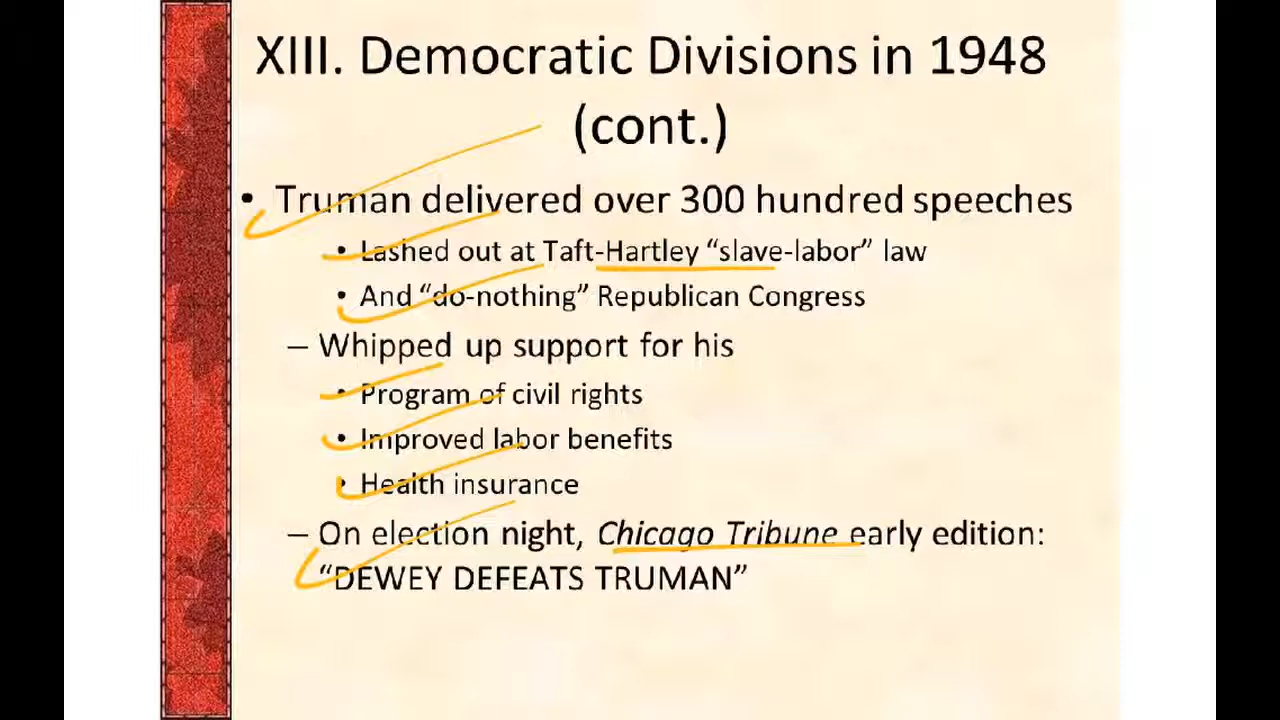 XIII. Democratic Divisions in 1948
(cont.)
• Truman delivered over 300 hundred speeches
• Lashed out at Taft-Hartley “slave-labor” law
• And “do-nothing” Republican Congress
– Whipped up support for his
• Program of civil rights
• Improved labor benefits
• Health insurance
– On election night, Chicago Tribune early edition:
“DEWEY DEFEATS TRUMAN”